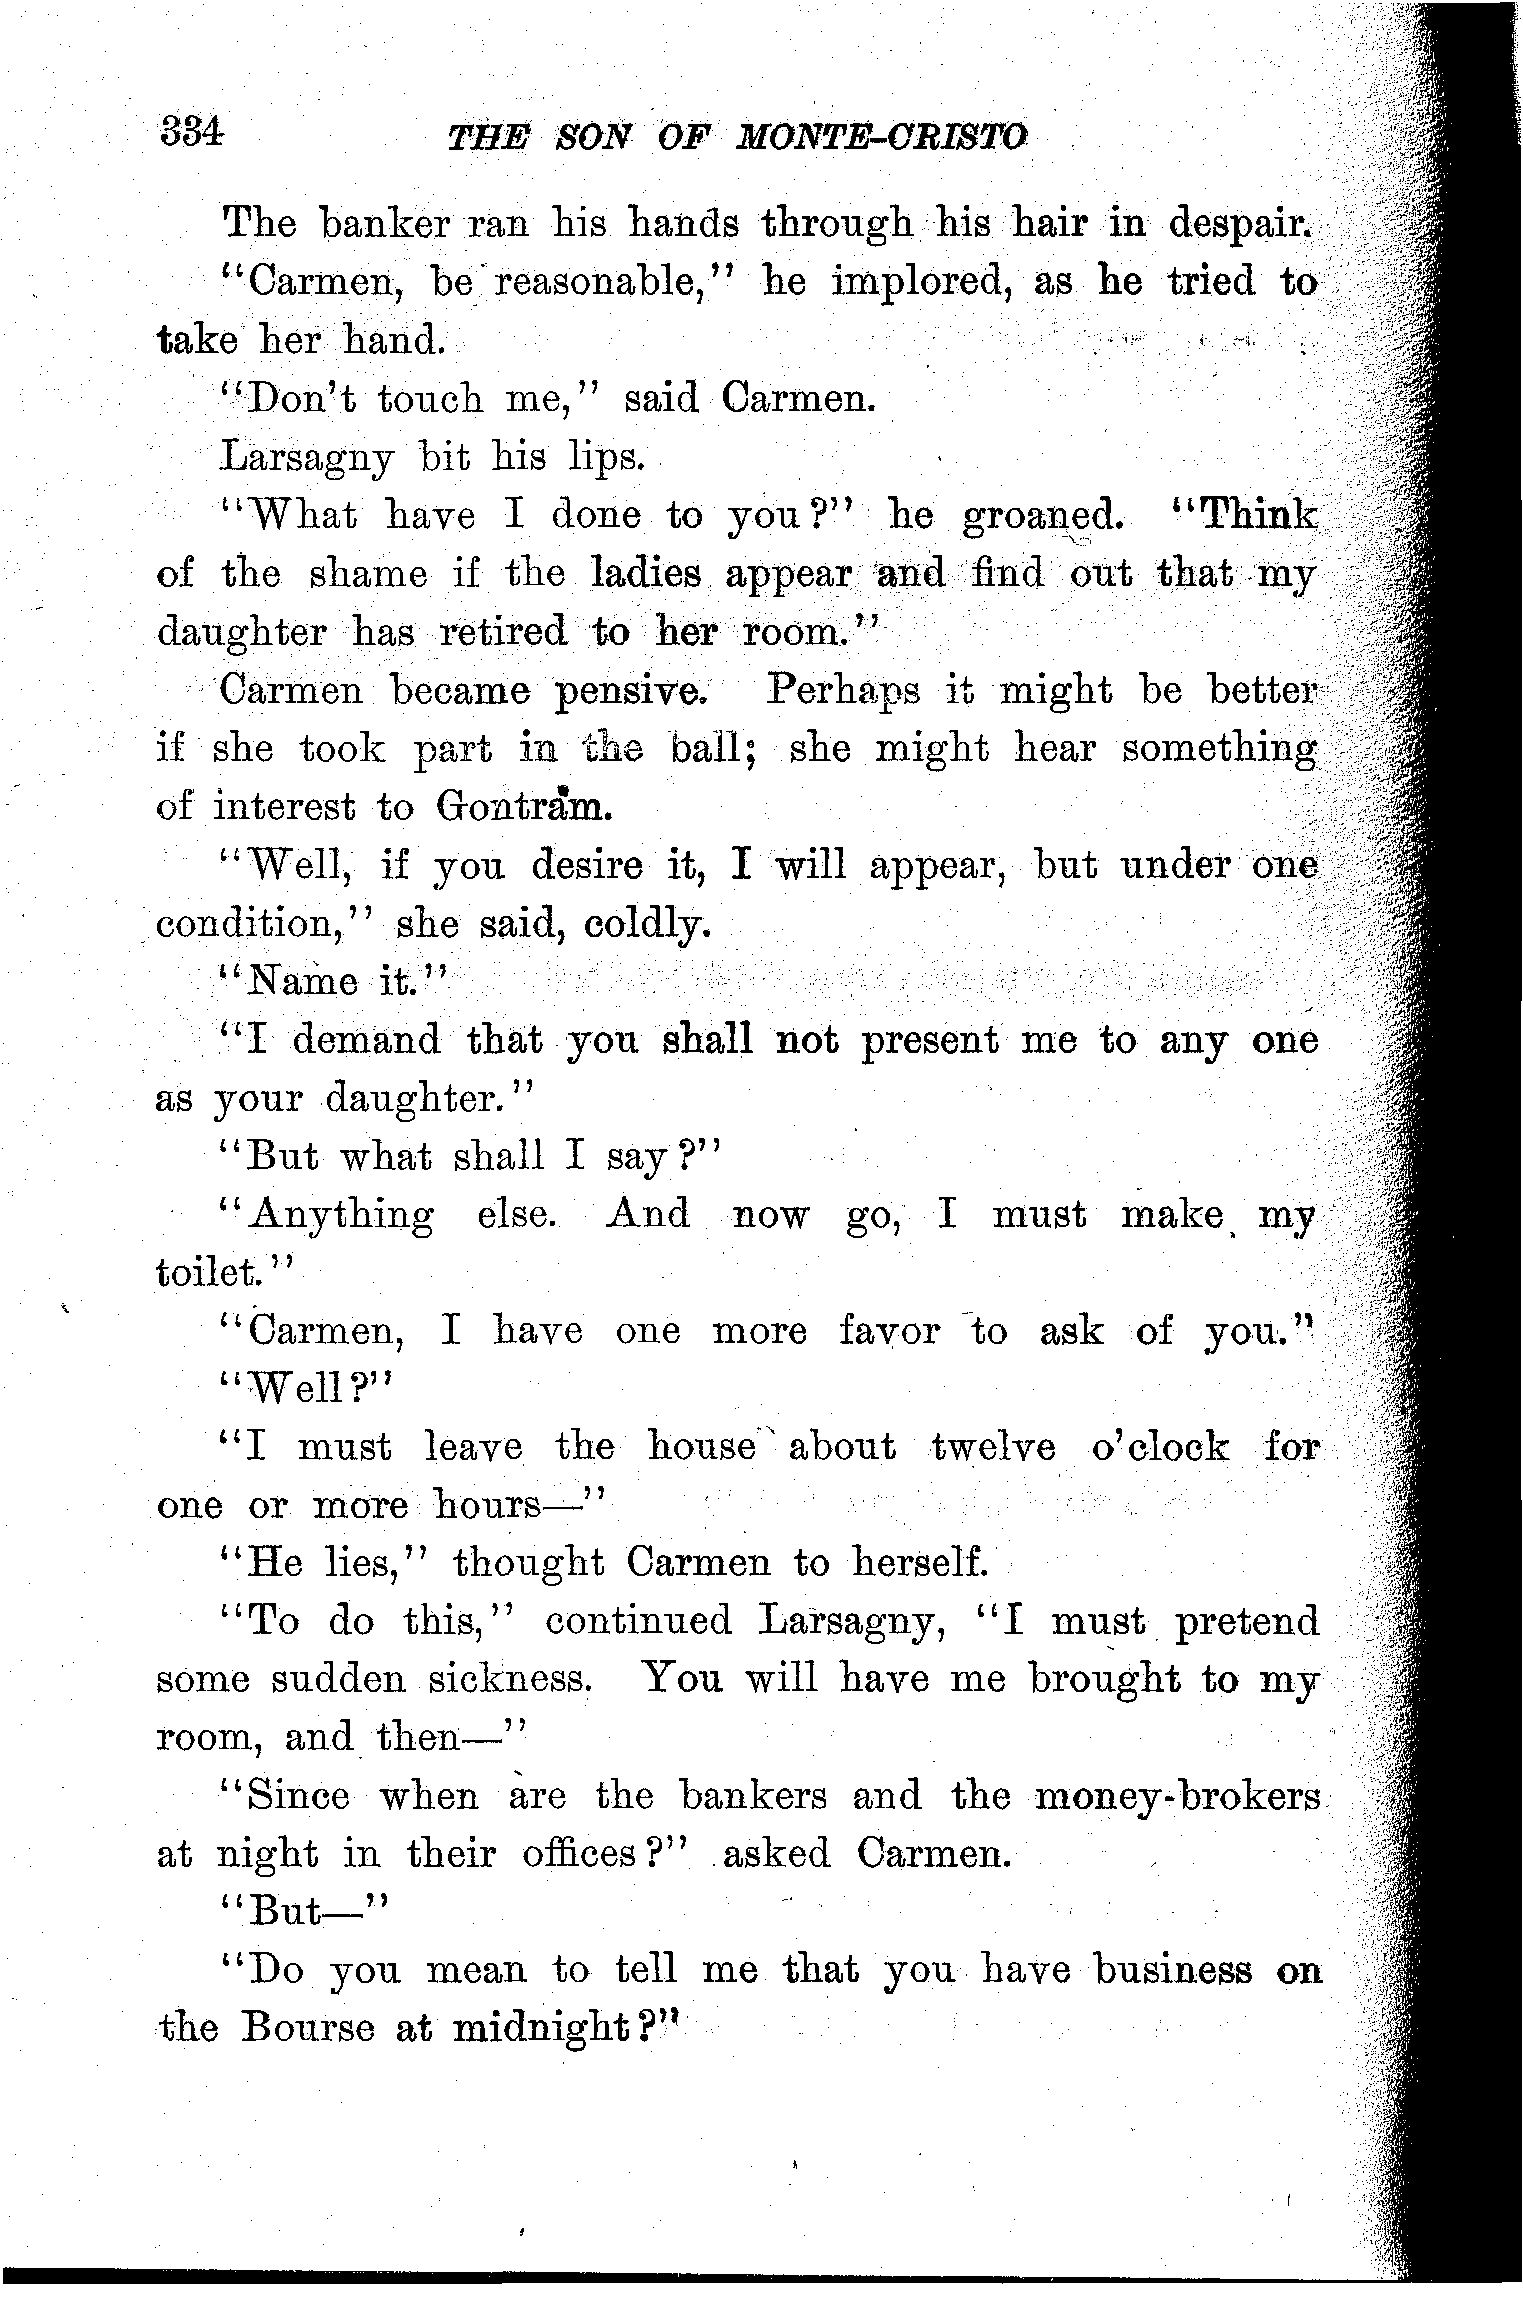 334 THE SON OF MONTE-CRISTO
The banker ran his hands through his hair in despair.
"Carmen, be reasonable," he implored, as he tried to
take her hand.
"Don't touch me," said Carmen.
Larsagny bit his lips.
"What have I done to you?" he groaned. "Think
of the shame if the ladies appear and find out that my
daughter has retired to her room."
Carmen became pensive. Perhaps it might be better
if she took part in the ball; she might hear something
of interest to Gontram.
"Well, if you desire it, I will appear, but under one
condition," she said, coldly.
"Name it."
"I demand that you shall not present me to any one
as your daughter."
"But what shall I say?"
"Anything else. And now go, I must make my
toilet."
"Carmen, I have one more favor to ask of you."
"Well?"
"I must leave the house about twelve o'clock for
one or more hours—"
"He lies," thought Carmen to herself.
"To do this," continued Larsagny, "I must pretend
some sudden sickness. You will have me brought to my
room, and then—"
"Since when are the bankers and the money-brokers
at night in their offices?" asked Carmen.
"But—"
"Do you mean to tell me that you have business on
the Bourse at midnight?"